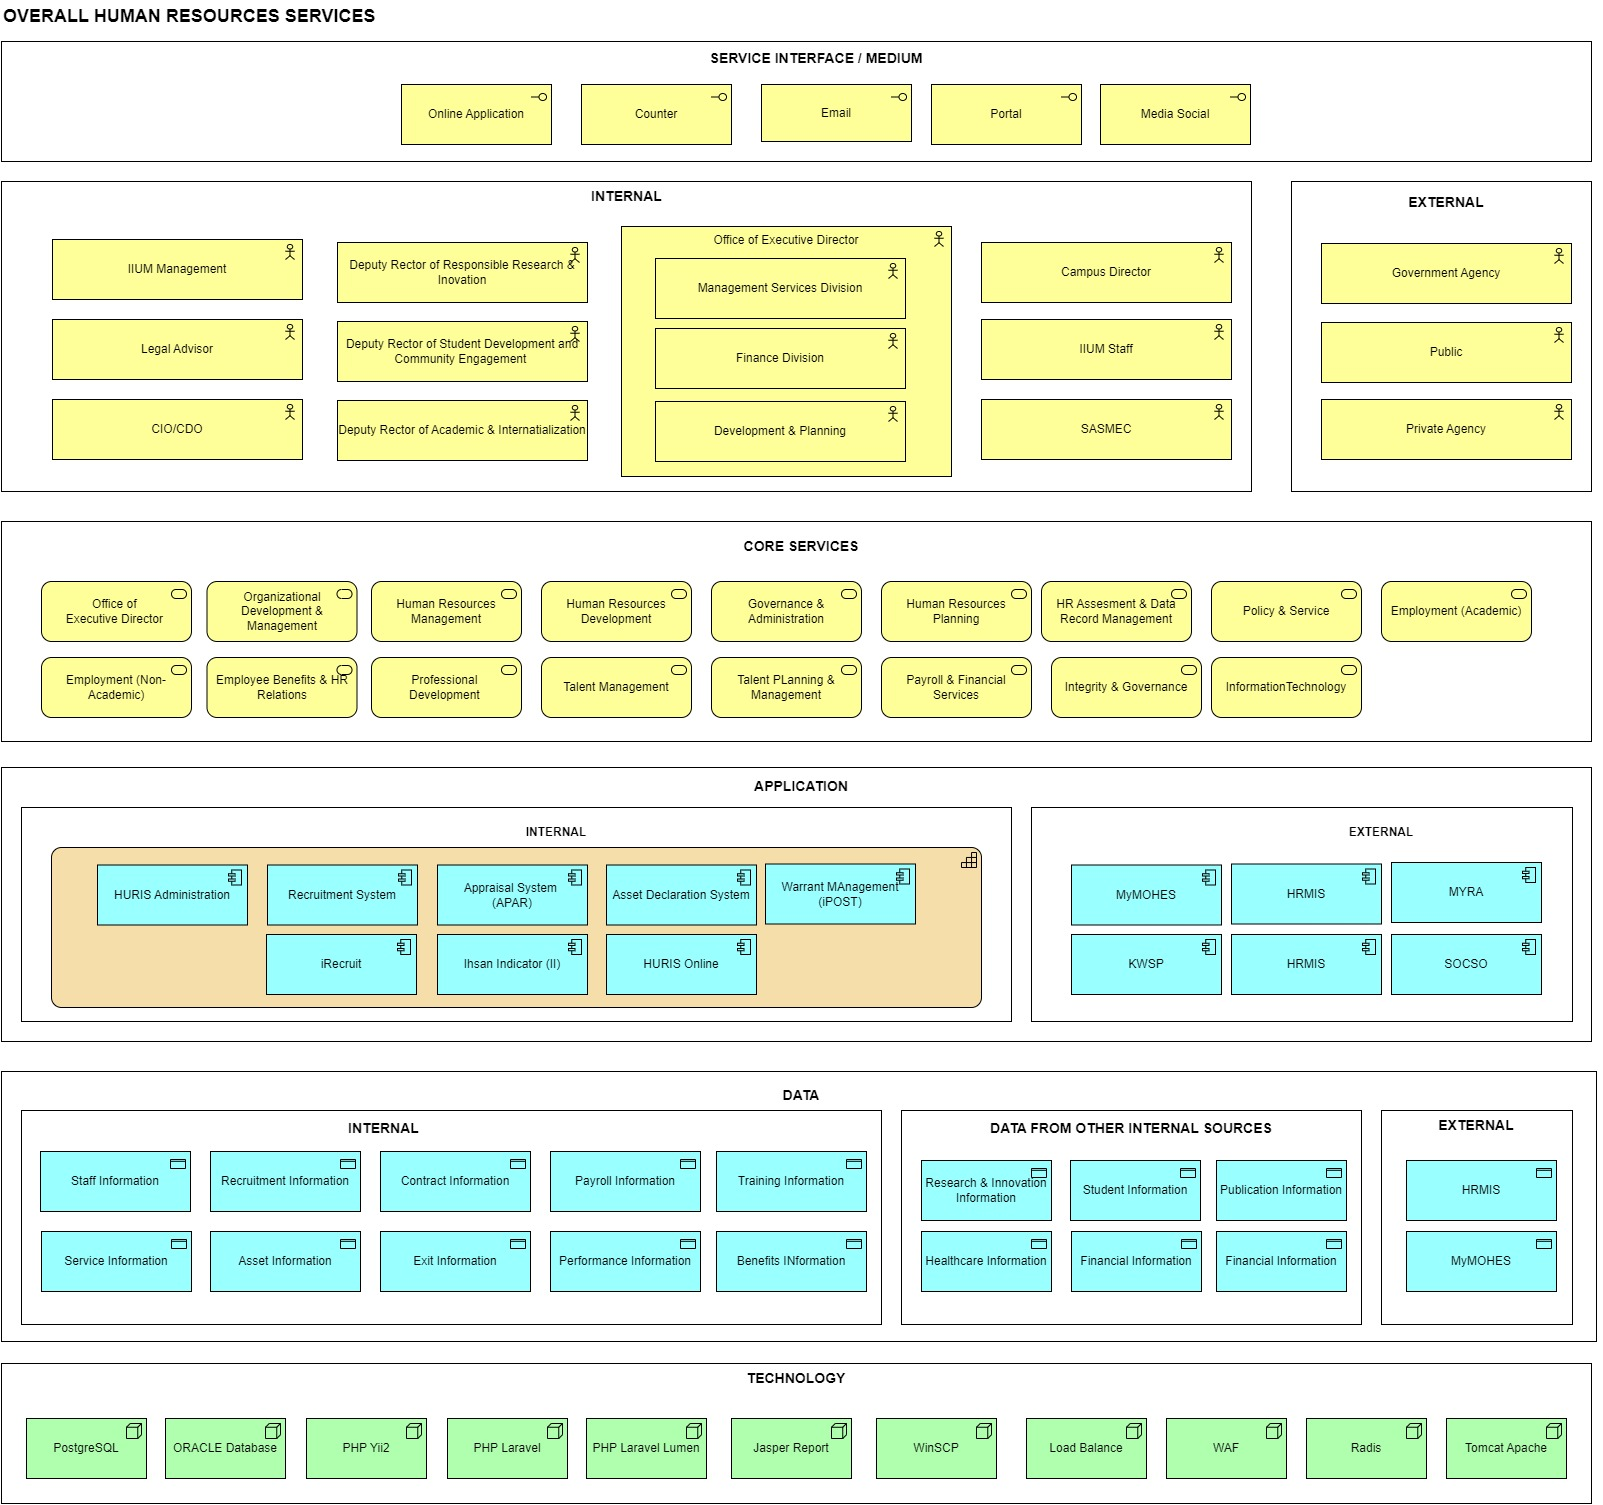 OVERALL HUMAN RESOURCES SERVICES
SERVICE INTERFACE / MEDIUM
Online Application
Counter
Email
Portal
Media Social
INTERNAL
IIUM Management
Legal Advisor
CIO/CDO
Deputy Rector of Responsible Research &
Inovation
Deputy Rector of Student Development and
Community Engagement
Deputy Rector of Academic & Internatialization
Office of Executive Director
Management Services Division
Finance Division
Development & Planning
Campus Director
IIUM Staff
SASMEC
EXTERNAL
Government Agency
Public
Private Agency
CORE SERVICES
Office of
Executive Director
Organizational
Development &
Management
Human Resources
Management
Human Resources
Development
Governance &
Administration
Human Resources
Planning
HR Assesment & Data
Record Management
Policy & Service
Employment (Academic)
Employment (Non-
Academic)
Employee Benefits & HR
Relations
Professional
Development
Talent Management
Talent PLanning &
Management
Payroll & Financial
Services
Integrity & Governance
InformationTechnology
APPLICATION
INTERNAL
HURIS Administration
Recruitment System
Appraisal System
(APAR)
Asset Declaration System
Warrant MAnagement
(iPOST)
iRecruit
Ihsan Indicator (II)
HURIS Online
EXTERNAL
MyMOHES
HRMIS
MYRA
KWSP
HRMIS
SOCSO
DATA
INTERNAL
Staff Information
Recruitment Information
Contract Information
Payroll Information
Training Information
Service Information
Asset Information
Exit Information
Performance Information
Benefits INformation
DATA FROM OTHER INTERNAL SOURCES
Research & Innovation
Information
Student Information
Publication Information
Healthcare Information
Financial Information
Financial Information
EXTERNAL
HRMIS
MyMOHES
TECHNOLOGY
PostgreSQL
ORACLE Database
PHP Yii2
PHP Laravel
PHP Laravel Lumen
Jasper Report
WinSCP
Load Balance
WAF
Radis
Tomcat Apache